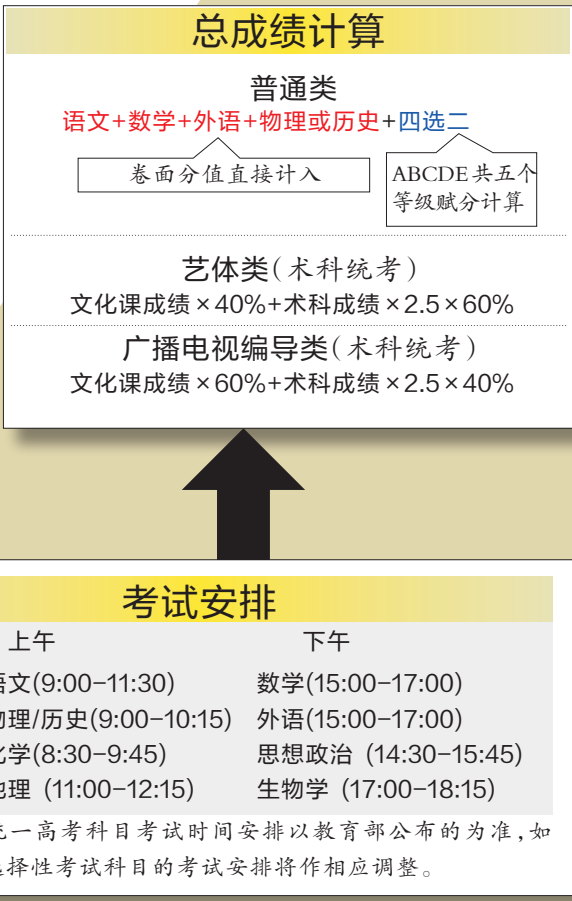 总成绩计算
普通类
语文+数学+外语+物理或历史+四选二
卷面分值直接计入
ABCDE共五个
等级赋分计算
艺体类(术科统考)
文化课成绩×40%+术科成绩×2.5×60%
广播电视编导类(术科统考)
文化课成绩×60%+术科成绩×2.5×40%
考试安排
上午 下午
语文(9:00-11:30) 数学(15:00-17:00)
物理/历史(9:00-10:15) 外语(15:00-17:00)
化学(8:30-9:45) 思想政治 (14:30-15:45)
地理 (11:00-12:15) 生物学 (17:00-18:15)
统一高考科目考试时间安排以教育部公布的为准,如
选择性考试科目的考试安排将作相应调整。